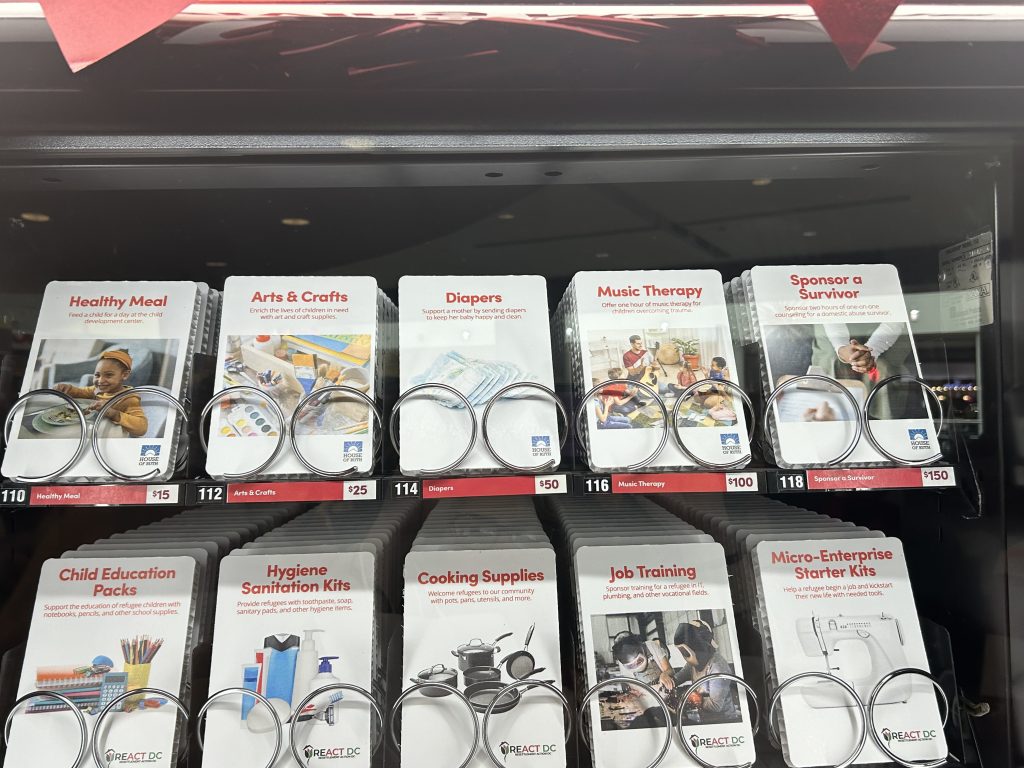 Healthy Meal
Feed a child for a day at the child
development center.
HOUSE
OF RUTH
Arts & Crafts
Enrich the lives of children in need
with art and craft supplies.
HOUSE
OF RUTH
Diapers
Support a mother by sending diapers
to keep her baby happy and clean.
HOUSE
OF RUTH
Music Therapy
Offer one hour of music therapy for
children overcoming trauma.
HOUSE
OF RUTH
Sponsor a
Survivor
Sponsor two hours of one-on-one
counseling for a domestic abuse survivor.
HOUSE
OF RUTH
110 Healthy Meal $15
112 Arts & Crafts $25
114 Diapers $50
116 Music Therapy $100
118 Sponsor a Survivor $150
Child Education
Packs
Support the education of refugee children with
notebooks, pencils, and other school supplies.
REACT DC
Hygiene
Sanitation Kits
Provide refugees with toothpaste, soap,
sanitary pads, and other hygiene items.
REACT DC
Cooking Supplies
Welcome refugees to our community
with pots, pans, utensils, and more.
REACT DC
Job Training
Sponsor training for a refugee in IT,
plumbing, and other vocational fields.
REACT DC
Micro-Enterprise
Starter Kits
Help a refugee begin a job and kickstart
their new life with needed tools.
REACT DC